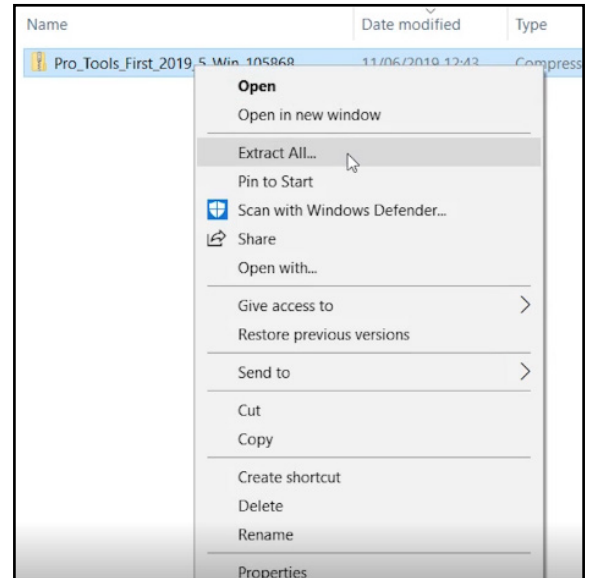 Name Date modified Type
Pro_Tools_First_2019_5_Win_105868 11/06/2019 12:43 Compress
Open
Open in new window
Extract All...
Pin to Start
Scan with Windows Defender...
Share
Open with...
Give access to
Restore previous versions
Send to
Cut
Copy
Create shortcut
Delete
Rename
Properties